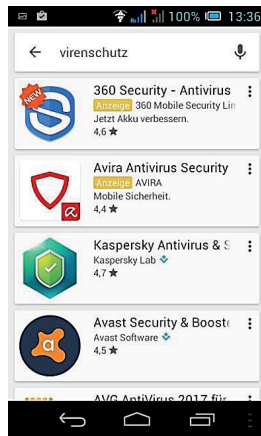 100% 13:36
virenschutz
NEW
360 Security - Antivirus
Anzeige 360 Mobile Security Lin
Jetzt Akku verbessern.
4,6 ★
Avira Antivirus Security
Anzeige AVIRA
Mobile Sicherheit.
4,4 ★
Kaspersky Antivirus & S
Kaspersky Lab
4,7 ★
Avast Security & Booste
Avast Software
4,5 ★
AVG AntiVirus 2017 für